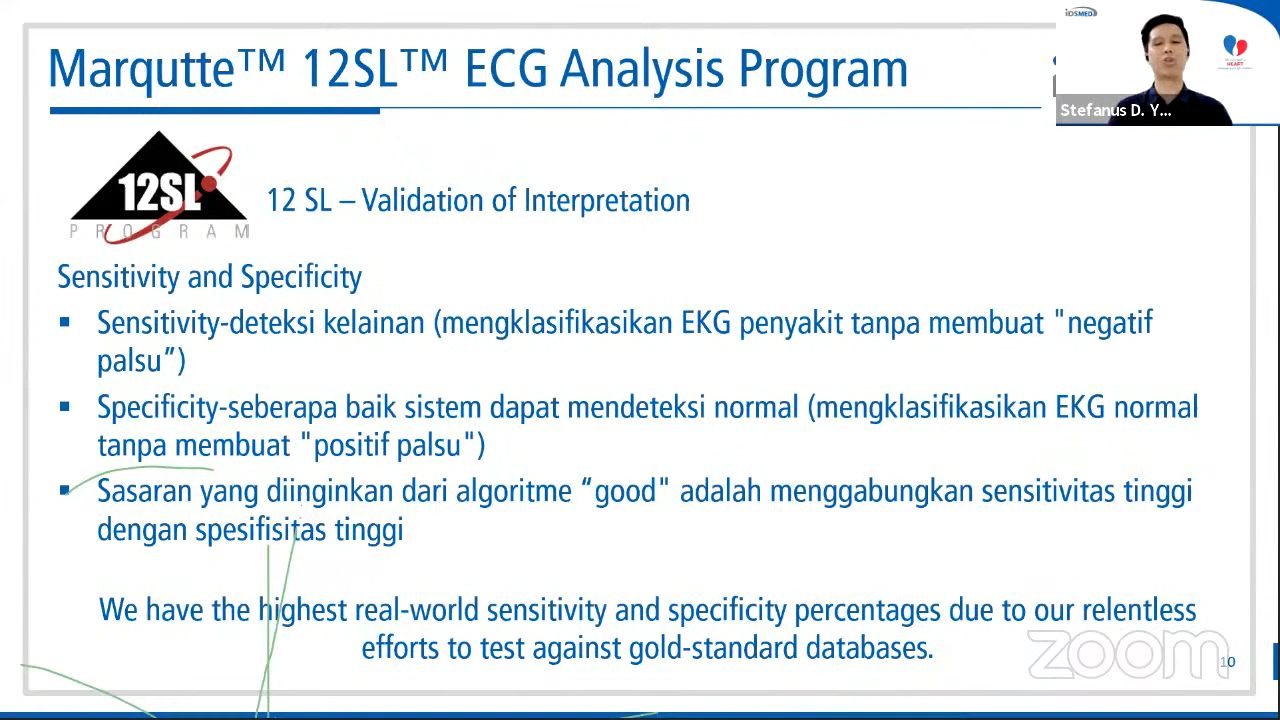 Marqutte™ 12SL™ ECG Analysis Program
iDSMED
HEART
Stefanus D. Y...
12SL
PROGRAM
12 SL – Validation of Interpretation
Sensitivity and Specificity
▪ Sensitivity-deteksi kelainan (mengklasifikasikan EKG penyakit tanpa membuat "negatif
palsu”)
▪ Specificity-seberapa baik sistem dapat mendeteksi normal (mengklasifikasikan EKG normal
tanpa membuat "positif palsu")
▪ Sasaran yang diinginkan dari algoritme “good" adalah menggabungkan sensitivitas tinggi
dengan spesifisitas tinggi
We have the highest real-world sensitivity and specificity percentages due to our relentless
efforts to test against gold-standard databases.
zoom
10